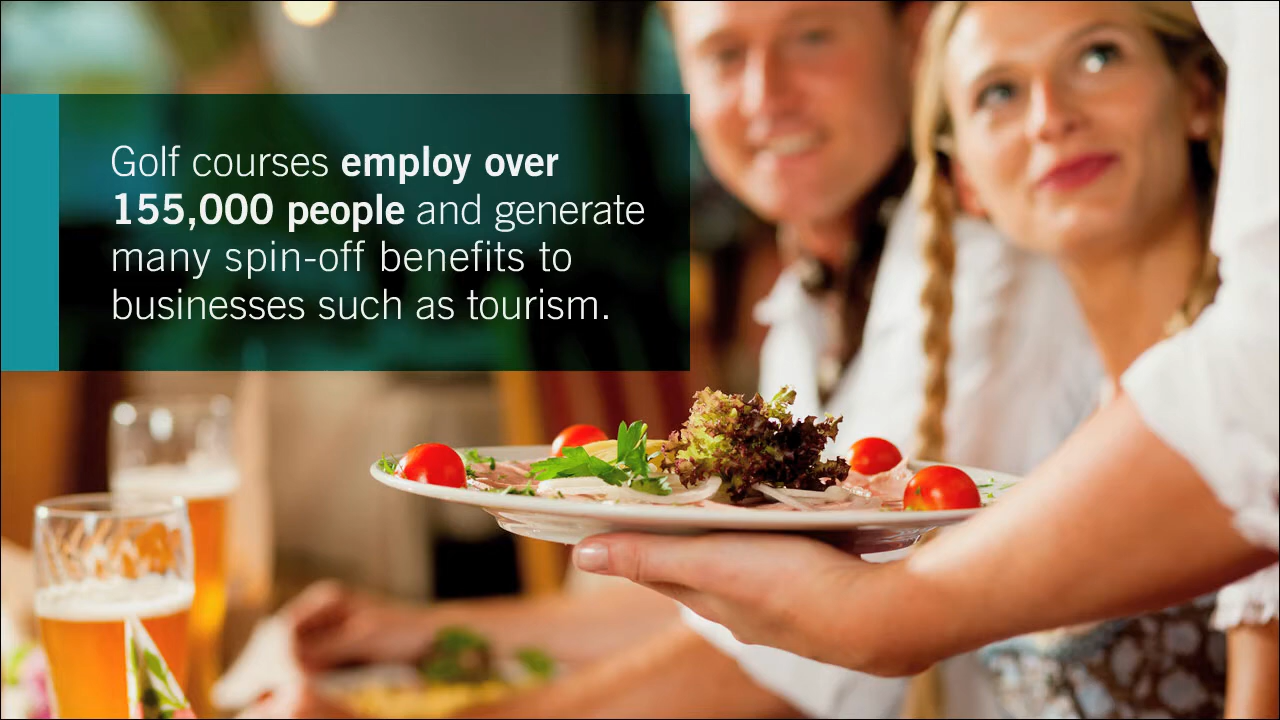 Golf courses employ over
155,000 people and generate
many spin-off benefits to
businesses such as tourism.